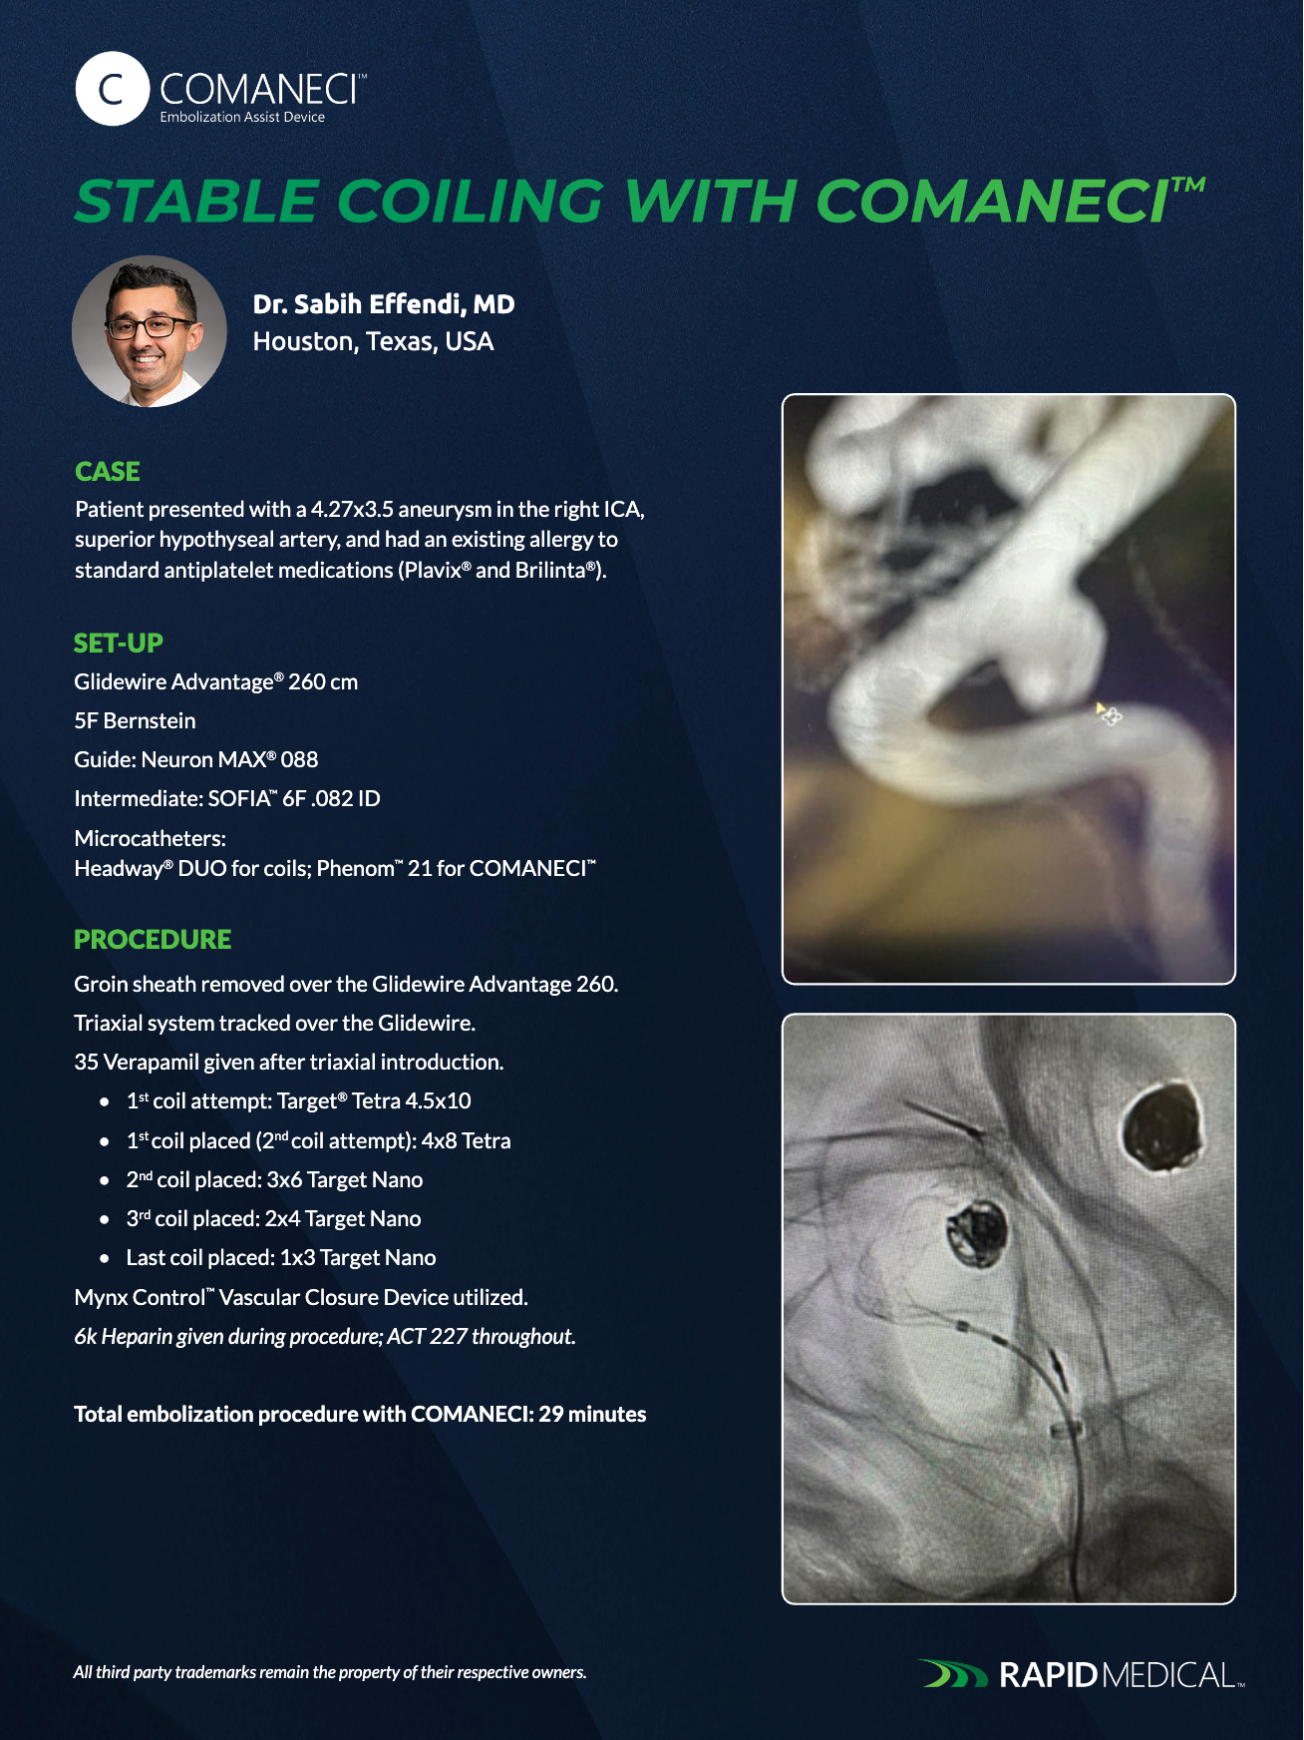 C COMANECI™
Embolization Assist Device
STABLE COILING WITH COMANECI™
Dr. Sabih Effendi, MD
Houston, Texas, USA
CASE
Patient presented with a 4.27x3.5 aneurysm in the right ICA,
superior hypothyseal artery, and had an existing allergy to
standard antiplatelet medications (Plavix® and Brilinta®).
SET-UP
Glidewire Advantage® 260 cm
5F Bernstein
Guide: Neuron MAX® 088
Intermediate: SOFIA™ 6F .082 ID
Microcatheters:
Headway® DUO for coils; Phenom™ 21 for COMANECI™
PROCEDURE
Groin sheath removed over the Glidewire Advantage 260.
Triaxial system tracked over the Glidewire.
35 Verapamil given after triaxial introduction.
• 1st coil attempt: Target® Tetra 4.5x10
• 1st coil placed (2nd coil attempt): 4x8 Tetra
• 2nd coil placed: 3x6 Target Nano
• 3rd coil placed: 2x4 Target Nano
• Last coil placed: 1x3 Target Nano
Mynx Control™ Vascular Closure Device utilized.
6k Heparin given during procedure; ACT 227 throughout.
Total embolization procedure with COMANECI: 29 minutes
All third party trademarks remain the property of their respective owners.
RAPIDMEDICAL™